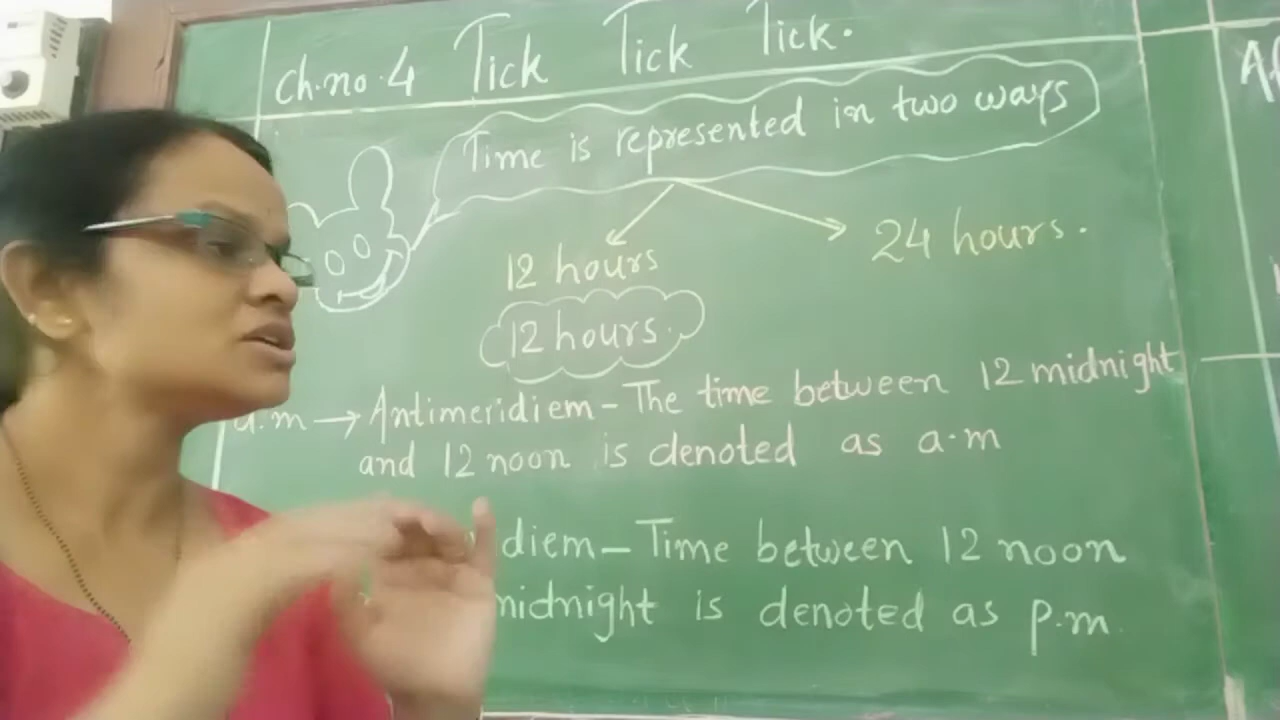 Ch.no.4 Tick Tick Tick.
Time is represented in two ways
12 hours
24 hours.
12 hours.
a.m → Antimeridiem - The time between 12 midnight
and 12 noon is denoted as a.m
diem - Time between 12 noon
midnight is denoted as p.m.